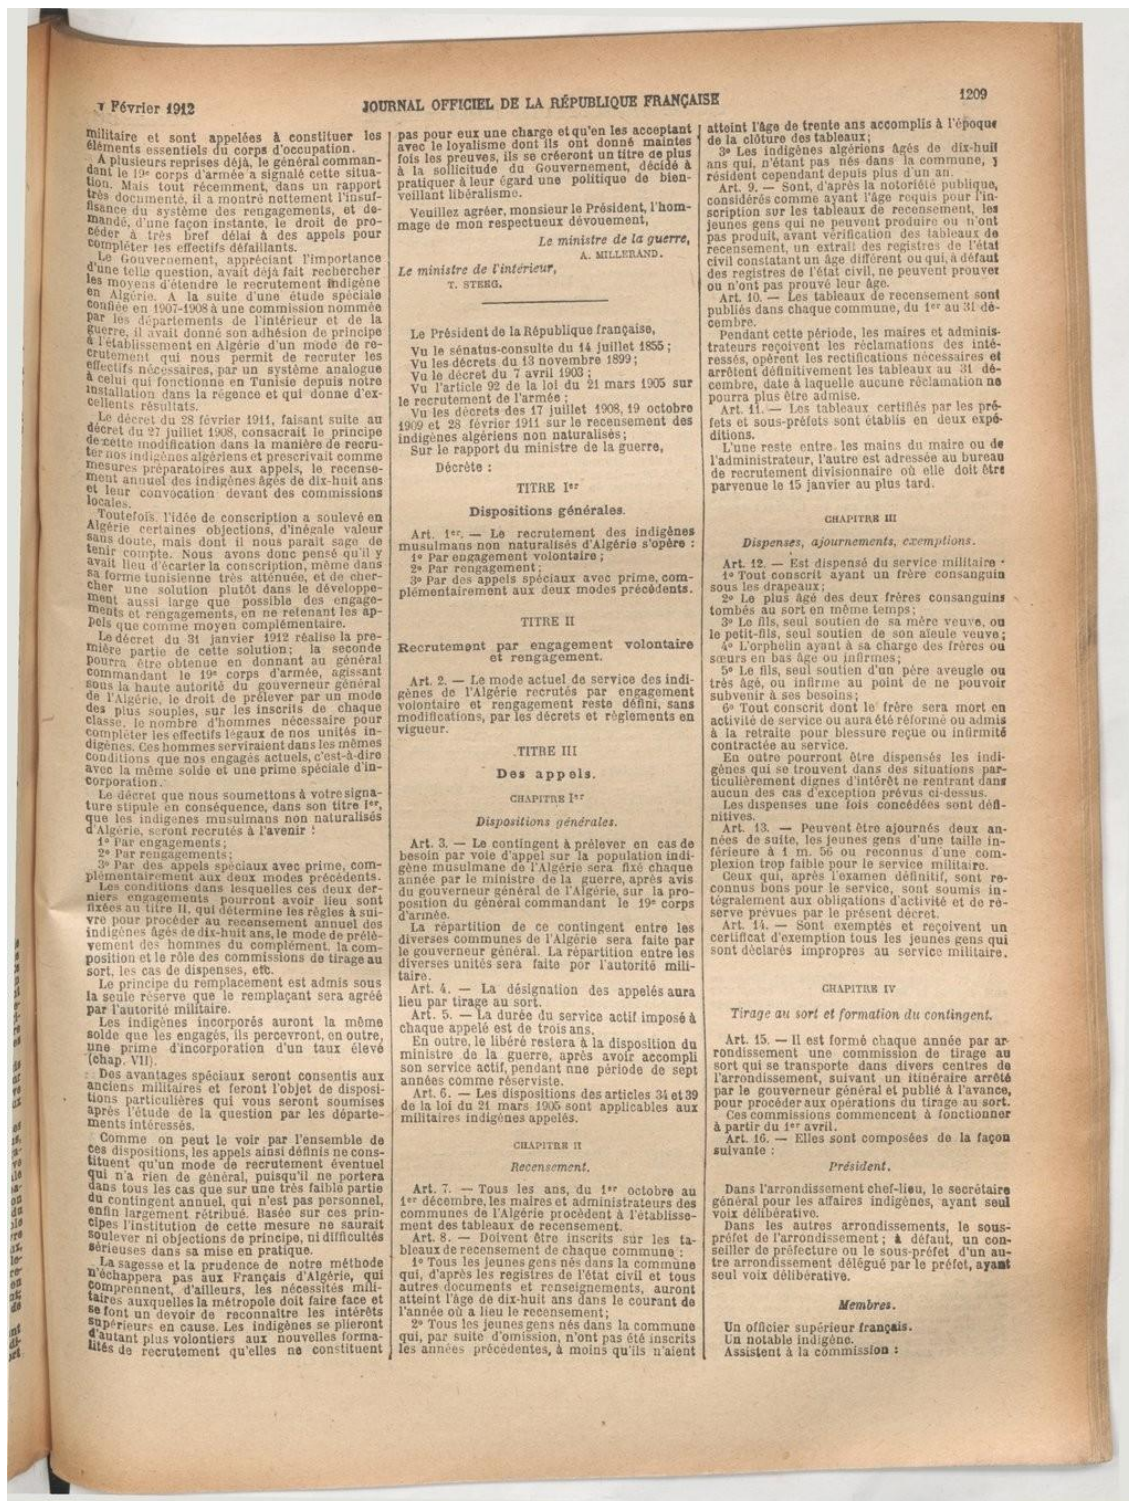 Février 1912
JOURNAL OFFICIEL DE LA RÉPUBLIQUE FRANÇAISE
1209
militaire et sont appelées à constituer les
éléments essentiels du corps d'occupation.
A plusieurs reprises déjà, le général comman-
dant le 19e corps d'armée a signalé cette situa-
tion. Mais tout récemment, dans un rapport
très documenté, il a montré nettement l'insuf-
fisance du système des rengagements, et de-
mandé, d'une façon instante, le droit de pro-
céder à très bref délai à des appels pour
compléter les effectifs défaillants.
Le Gouvernement, appréciant l'importance
d'une telle question, avait déjà fait rechercher
les moyens d'étendre le recrutement indigène
en Algérie. A la suite d'une étude spéciale
confiée en 1907-1908 à une commission nommée
par les départements de l'intérieur et de la
guerre, il avait donné son adhésion de principe
à l'établissement en Algérie d'un mode de re-
crutement qui nous permit de recruter les
effectifs nécessaires, par un système analogue
à celui qui fonctionne en Tunisie depuis notre
installation dans la régence et qui donne d'ex-
cellents résultats.
Le décret du 28 février 1911, faisant suite au
décret du 27 juillet 1908, consacrait le principe
de cette modification dans la manière de recru-
ter nos indigènes algériens et prescrivait comme
mesures préparatoires aux appels, le recense-
ment annuel des indigènes âgés de dix-huit ans
et leur convocation devant des commissions
locales.
Toutefois, l'idée de conscription a soulevé en
Algérie certaines objections, d'inégale valeur
sans doute, mais dont il nous paraît sage de
tenir compte. Nous avons donc pensé qu'il y
avait lieu d'écarter la conscription, même dans
sa forme tunisienne très atténuée, et de cher-
cher une solution plutôt dans le développe-
ment aussi large que possible des engage-
ments et rengagements, en ne retenant les ap-
pels que comme moyen complémentaire.
Le décret du 31 janvier 1912 réalise la pre-
mière partie de cette solution; la seconde
pourra être obtenue en donnant au général
commandant le 19e corps d'armée, agissant
sous la haute autorité du gouverneur général
de l'Algérie, le droit de prélever par un mode
des plus souples, sur les inscrits de chaque
classe, le nombre d'hommes nécessaire pour
compléter les effectifs légaux de nos unités in-
digènes. Ces hommes serviraient dans les mêmes
conditions que nos engagés actuels, c'est-à-dire
avec la même solde et une prime spéciale d'in-
corporation.
Le décret que nous soumettons à votre signa-
ture stipule en conséquence, dans son titre Ier,
que les indigènes musulmans non naturalisés
d'Algérie, seront recrutés à l'avenir :
1° Par engagements;
2° Par rengagements;
3° Par des appels spéciaux avec prime, com-
plémentairement aux deux modes précédents.
Les conditions dans lesquelles ces deux der-
niers engagements pourront avoir lieu sont
fixées au titre II, qui détermine les règles à sui-
vre pour procéder au recensement annuel des
indigènes âgés de dix-huit ans, le mode de prélè-
vement des hommes du complément, la com-
position et le rôle des commissions de tirage au
sort, les cas de dispenses, etc.
Le principe du remplacement est admis sous
la seule réserve que le remplaçant sera agréé
par l'autorité militaire.
Les indigènes incorporés auront la même
solde que les engagés, ils percevront, en outre,
une prime d'incorporation d'un taux élevé
(chap. VII).
Des avantages spéciaux seront consentis aux
anciens militaires et feront l'objet de disposi-
tions particulières qui vous seront soumises
après l'étude de la question par les départe-
ments intéressés.
Comme on peut le voir par l'ensemble de
ces dispositions, les appels ainsi définis ne cons-
tituent qu'un mode de recrutement éventuel
qui n'a rien de général, puisqu'il ne portera
dans tous les cas que sur une très faible partie
du contingent annuel, qui n'est pas personnel,
enfin largement rétribué. Basée sur ces prin-
cipes l'institution de cette mesure ne saurait
soulever ni objections de principe, ni difficultés
sérieuses dans sa mise en pratique.
La sagesse et la prudence de notre méthode
n'échappera pas aux Français d'Algérie, qui
comprennent, d'ailleurs, les nécessités mili-
taires auxquelles la métropole doit faire face et
se font un devoir de reconnaître les intérêts
supérieurs en cause. Les indigènes se plieront
d'autant plus volontiers aux nouvelles forma-
lités de recrutement qu'elles ne constituent
pas pour eux une charge et qu'en les acceptant
avec le loyalisme dont ils ont donné maintes
fois les preuves, ils se créeront un titre de plus
à la sollicitude du Gouvernement, décidé à
pratiquer à leur égard une politique de bien-
veillant libéralisme.
Veuillez agréer, monsieur le Président, l'hom-
mage de mon respectueux dévouement,
Le ministre de la guerre,
A. MILLERAND.
Le ministre de l'intérieur,
T. STEEG.
Le Président de la République française,
Vu le sénatus-consulte du 14 juillet 1855;
Vu les décrets du 13 novembre 1899;
Vu le décret du 7 avril 1903;
Vu l'article 92 de la loi du 21 mars 1905 sur
le recrutement de l'armée;
Vu les décrets des 17 juillet 1908, 19 octobre
1909 et 28 février 1911 sur le recensement des
indigènes algériens non naturalisés;
Sur le rapport du ministre de la guerre,
Décrète :
TITRE Ier
Dispositions générales.
Art. 1er. — Le recrutement des indigènes
musulmans non naturalisés d'Algérie s'opère :
1° Par engagement volontaire;
2° Par rengagement;
3° Par des appels spéciaux avec prime, com-
plémentairement aux deux modes précédents.
TITRE II
Recrutement par engagement volontaire
et rengagement.
Art. 2. — Le mode actuel de service des indi-
gènes de l'Algérie recrutés par engagement
volontaire et rengagement reste défini, sans
modifications, par les décrets et règlements en
vigueur.
TITRE III
Des appels.
CHAPITRE Ier
Dispositions générales.
Art. 3. — Le contingent à prélever en cas de
besoin par voie d'appel sur la population indi-
gène musulmane de l'Algérie sera fixé chaque
année par le ministre de la guerre, après avis
du gouverneur général de l'Algérie, sur la pro-
position du général commandant le 19e corps
d'armée.
La répartition de ce contingent entre les
diverses communes de l'Algérie sera faite par
le gouverneur général. La répartition entre les
diverses unités sera faite por l'autorité mili-
taire.
Art. 4. — La désignation des appelés aura
lieu par tirage au sort.
Art. 5. — La durée du service actif imposé à
chaque appelé est de trois ans.
En outre, le libéré restera à la disposition du
ministre de la guerre, après avoir accompli
son service actif, pendant une période de sept
années comme réserviste.
Art. 6. — Les dispositions des articles 34 et 39
de la loi du 21 mars 1905 sont applicables aux
militaires indigènes appelés.
CHAPITRE II
Recensement.
Art. 7. — Tous les ans, du 1er octobre au
1er décembre, les maires et administrateurs des
communes de l'Algérie procèdent à l'établisse-
ment des tableaux de recensement.
Art. 8. — Doivent être inscrits sur les ta-
bleaux de recensement de chaque commune :
1° Tous les jeunes gens nés dans la commune
qui, d'après les registres de l'état civil et tous
autres documents et renseignements, auront
atteint l'âge de dix-huit ans dans le courant de
l'année où a lieu le recensement;
2° Tous les jeunes gens nés dans la commune
qui, par suite d'omission, n'ont pas été inscrits
les années précédentes, à moins qu'ils n'aient
atteint l'âge de trente ans accomplis à l'époque
de la clôture des tableaux;
3° Les indigènes algériens âgés de dix-huit
ans qui, n'étant pas nés dans la commune, y
résident cependant depuis plus d'un an.
Art. 9. — Sont, d'après la notoriété publique,
considérés comme ayant l'âge requis pour l'in-
scription sur les tableaux de recensement, les
jeunes gens qui ne peuvent produire ou n'ont
pas produit, avant vérification des tableaux de
recensement, un extrait des registres de l'état
civil constatant un âge différent ou qui, à défaut
des registres de l'état civil, ne peuvent prouver
ou n'ont pas prouvé leur âge.
Art. 10. — Les tableaux de recensement sont
publiés dans chaque commune, du 1er au 31 dé-
cembre.
Pendant cette période, les maires et adminis-
trateurs reçoivent les réclamations des inté-
ressés, opèrent les rectifications nécessaires et
arrêtent définitivement les tableaux au 31 dé-
cembre, date à laquelle aucune réclamation ne
pourra plus être admise.
Art. 11. — Les tableaux certifiés par les pré-
fets et sous-préfets sont établis en deux expé-
ditions.
L'une reste entre les mains du maire ou de
l'administrateur, l'autre est adressée au bureau
de recrutement divisionnaire où elle doit être
parvenue le 15 janvier au plus tard.
CHAPITRE III
Dispenses, ajournements, exemptions.
Art. 12. — Est dispensé du service militaire :
1° Tout conscrit ayant un frère consanguin
sous les drapeaux;
2° Le plus âgé des deux frères consanguins
tombés au sort en même temps;
3° Le fils, seul soutien de sa mère veuve, ou
le petit-fils, seul soutien de son aïeule veuve;
4° L'orphelin ayant à sa charge des frères ou
sœurs en bas âge ou infirmes;
5° Le fils, seul soutien d'un père aveugle ou
très âgé, ou infirme au point de ne pouvoir
subvenir à ses besoins;
6° Tout conscrit dont le frère sera mort en
activité de service ou aura été réformé ou admis
à la retraite pour blessure reçue ou infirmité
contractée au service.
En outre pourront être dispensés les indi-
gènes qui se trouvent dans des situations par-
ticulièrement dignes d'intérêt ne rentrant dans
aucun des cas d'exception prévus ci-dessus.
Les dispenses une fois concédées sont défi-
nitives.
Art. 13. — Peuvent être ajournés deux an-
nées de suite, les jeunes gens d'une taille in-
férieure à 1 m. 56 ou reconnus d'une com-
plexion trop faible pour le service militaire.
Ceux qui, après l'examen définitif, sont re-
connus bons pour le service, sont soumis in-
tégralement aux obligations d'activité et de ré-
serve prévues par le présent décret.
Art. 14. — Sont exemptés et reçoivent un
certificat d'exemption tous les jeunes gens qui
sont déclarés impropres au service militaire.
CHAPITRE IV
Tirage au sort et formation du contingent.
Art. 15. — Il est formé chaque année par ar-
rondissement une commission de tirage au
sort qui se transporte dans divers centres de
l'arrondissement, suivant un itinéraire arrêté
par le gouverneur général et publié à l'avance,
pour procéder aux opérations du tirage au sort.
Ces commissions commencent à fonctionner
à partir du 1er avril.
Art. 16. — Elles sont composées de la façon
suivante :
Président.
Dans l'arrondissement chef-lieu, le secrétaire
général pour les affaires indigènes, ayant seul
voix délibérative.
Dans les autres arrondissements, le sous-
préfet de l'arrondissement; à défaut, un con-
seiller de préfecture ou le sous-préfet d'un au-
tre arrondissement délégué par le préfet, ayant
seul voix délibérative.
Membres.
Un officier supérieur français.
Un notable indigène.
Assistent à la commission :